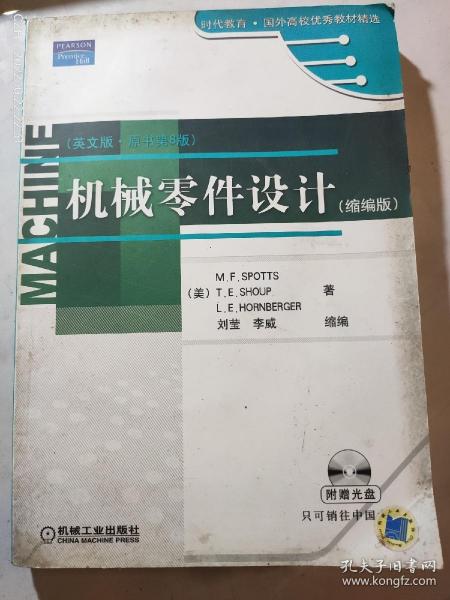 时代教育·国外高校优秀教材精选
PEARSON
Prentice
Hall
MACHINE
(英文版·原书第8版)
机械零件设计(缩编版)
M.F.SPOTTS
(美) T.E.SHOUP 著
L.E.HORNBERGER
刘莹 李威 缩编
附赠光盘
只可销往中国
机械工业出版社
CHINA MACHINE PRESS
孔夫子旧书网
www.kongfz.com